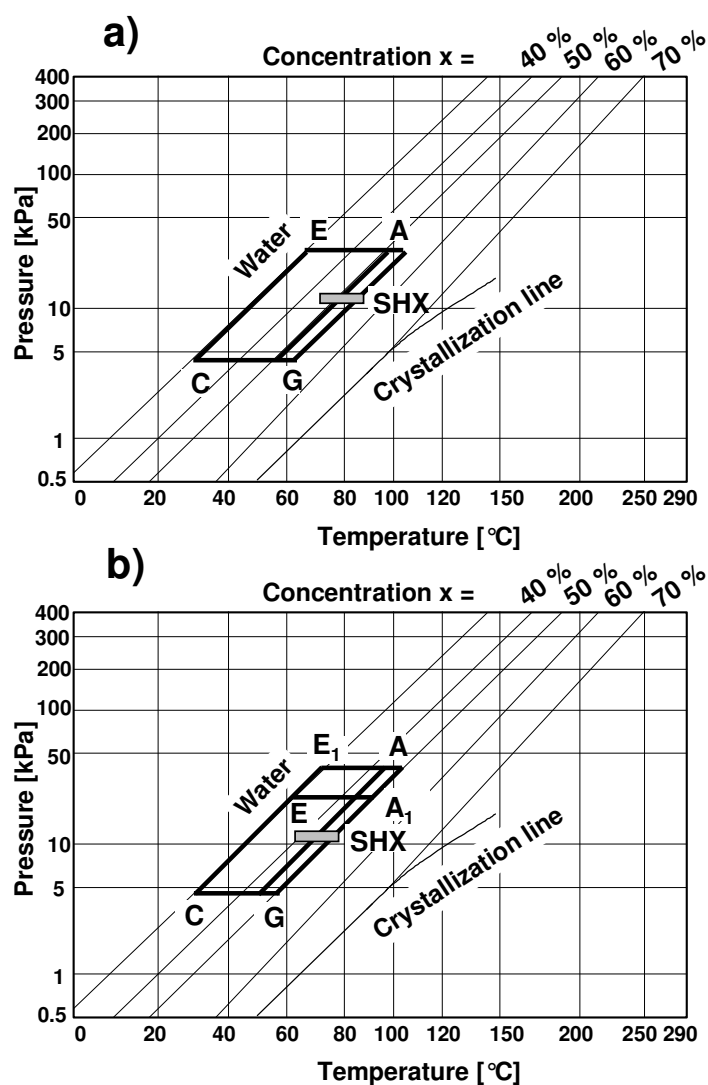 a)
Concentration x = 40 % 50 % 60 % 70 %
400
300
200
100
50
10
5
1
0.5
Pressure [kPa]
Water
E
A
SHX
C
G
Crystallization line
0 20 40 60 80 100 120 150 200 250 290
Temperature [°C]
b)
Concentration x = 40 % 50 % 60 % 70 %
400
300
200
100
50
10
5
1
0.5
Pressure [kPa]
Water
E1
A
E
A1
SHX
C
G
Crystallization line
0 20 40 60 80 100 120 150 200 250 290
Temperature [°C]